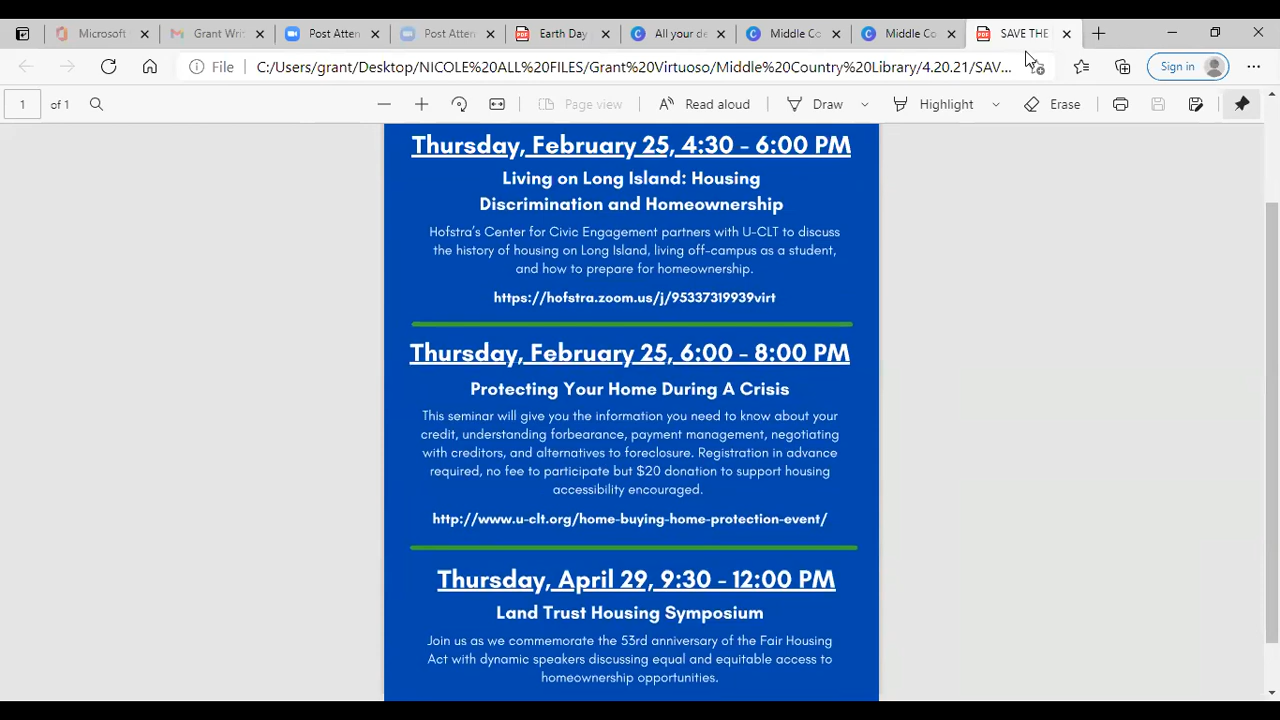 Microsoft
Grant Wri
Post Atten
Post Atten
Earth Day
All your de
Middle Co
Middle Co
SAVE THE
File
C:/Users/grant/Desktop/NICOLE%20ALL%20FILES/Grant%20Virtuoso/Middle%20Country%20Library/4.20.21/SAV...
Sign in
1
of 1
Page view
Read aloud
Draw
Highlight
Erase
Thursday, February 25, 4:30 - 6:00 PM
Living on Long Island: Housing
Discrimination and Homeownership
Hofstra's Center for Civic Engagement partners with U-CLT to discuss
the history of housing on Long Island, living off-campus as a student,
and how to prepare for homeownership.
https://hofstra.zoom.us/j/95337319939virt
Thursday, February 25, 6:00 - 8:00 PM
Protecting Your Home During A Crisis
This seminar will give you the information you need to know about your
credit, understanding forbearance, payment management, negotiating
with creditors, and alternatives to foreclosure. Registration in advance
required, no fee to participate but $20 donation to support housing
accessibility encouraged.
http://www.u-clt.org/home-buying-home-protection-event/
Thursday, April 29, 9:30 - 12:00 PM
Land Trust Housing Symposium
Join us as we commemorate the 53rd anniversary of the Fair Housing
Act with dynamic speakers discussing equal and equitable access to
homeownership opportunities.